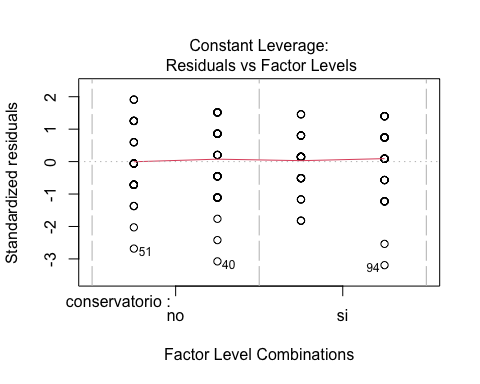 Constant Leverage:
Residuals vs Factor Levels
Standardized residuals
2
1
0
-1
-2
-3
51
40
94
conservatorio :
no
si
Factor Level Combinations